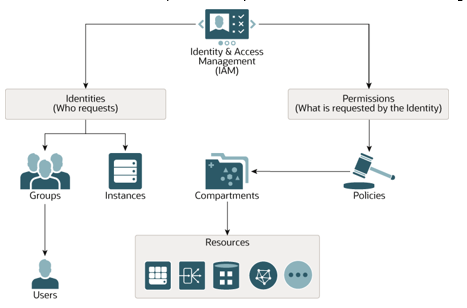 Identity & Access
Management
(IAM)
Identities
(Who requests)
Permissions
(What is requested by the Identity)
Groups
Instances
Compartments
Policies
Resources
Users